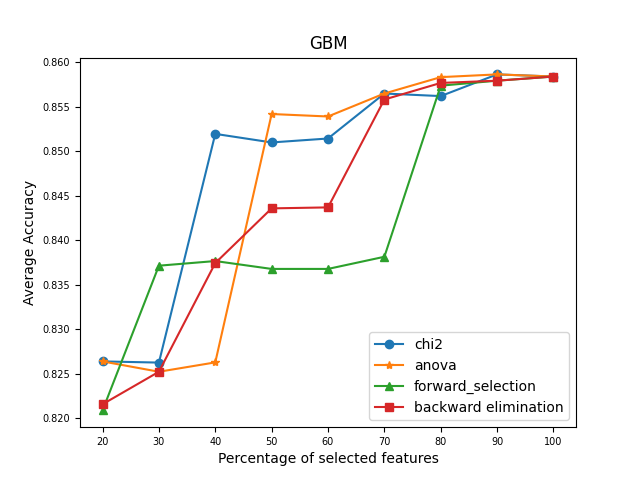 GBM
0.860
0.855
0.850
0.845
0.840
0.835
0.830
0.825
0.820
Average Accuracy
chi2
anova
forward_selection
backward elimination
20 30 40 50 60 70 80 90 100
Percentage of selected features